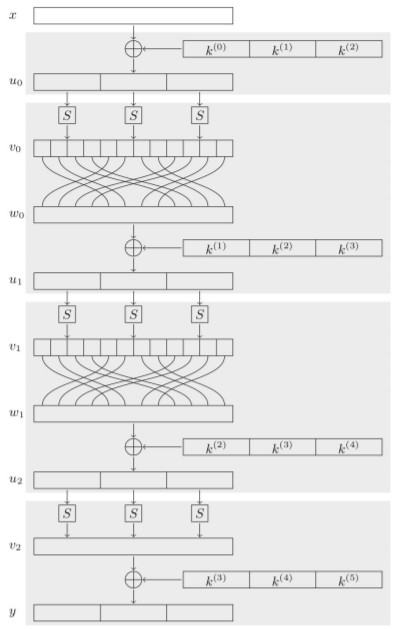 x
k^(0) k^(1) k^(2)
u_0
S S S
v_0
w_0
k^(1) k^(2) k^(3)
u_1
S S S
v_1
w_1
k^(2) k^(3) k^(4)
u_2
S S S
v_2
k^(3) k^(4) k^(5)
y